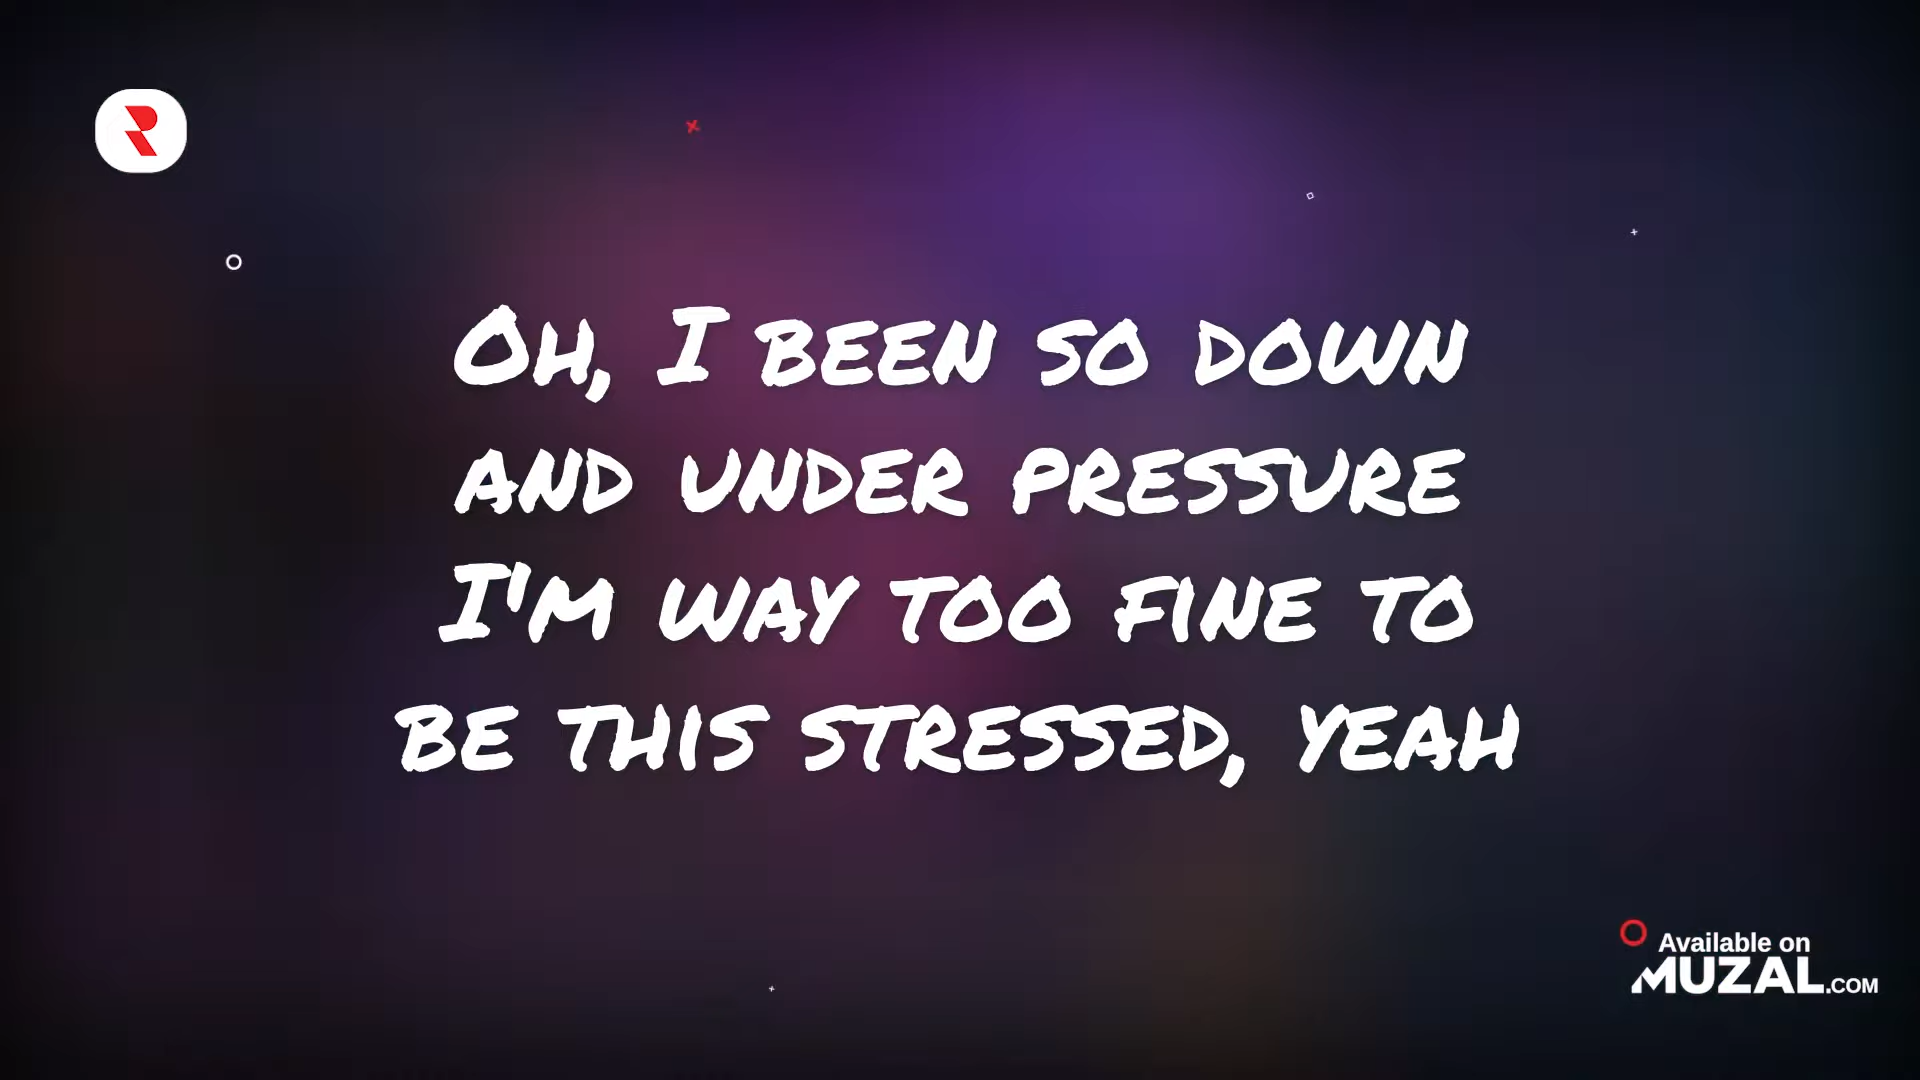 R
Oh, I been so down
and under pressure
I'm way too fine to
be this stressed, yeah
Available on
MUZAL.COM